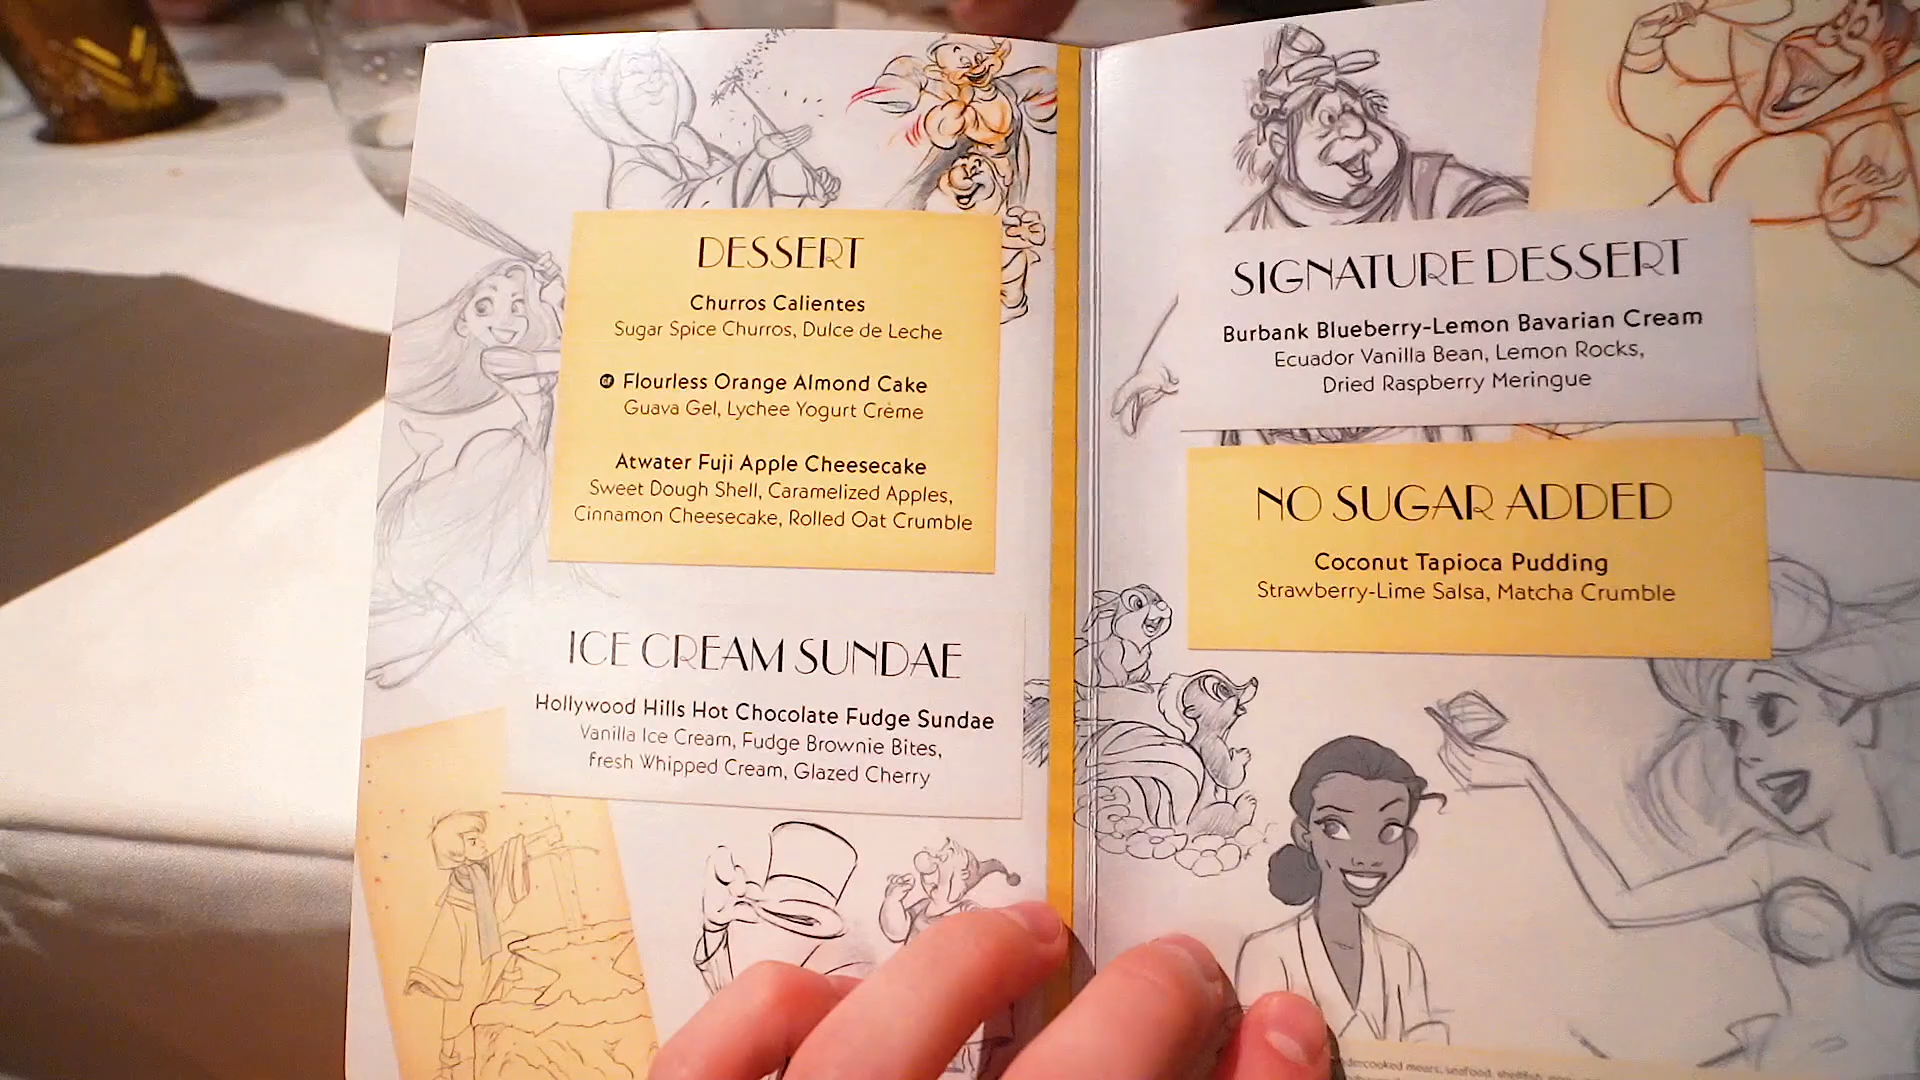 DESSERT
Churros Calientes
Sugar Spice Churros, Dulce de Leche
GF Flourless Orange Almond Cake
Guava Gel, Lychee Yogurt Crème
Atwater Fuji Apple Cheesecake
Sweet Dough Shell, Caramelized Apples,
Cinnamon Cheesecake, Rolled Oat Crumble
ICE CREAM SUNDAE
Hollywood Hills Hot Chocolate Fudge Sundae
Vanilla Ice Cream, Fudge Brownie Bites,
Fresh Whipped Cream, Glazed Cherry
SIGNATURE DESSERT
Burbank Blueberry-Lemon Bavarian Cream
Ecuador Vanilla Bean, Lemon Rocks,
Dried Raspberry Meringue
NO SUGAR ADDED
Coconut Tapioca Pudding
Strawberry-Lime Salsa, Matcha Crumble
meats, seafood, shellfish,